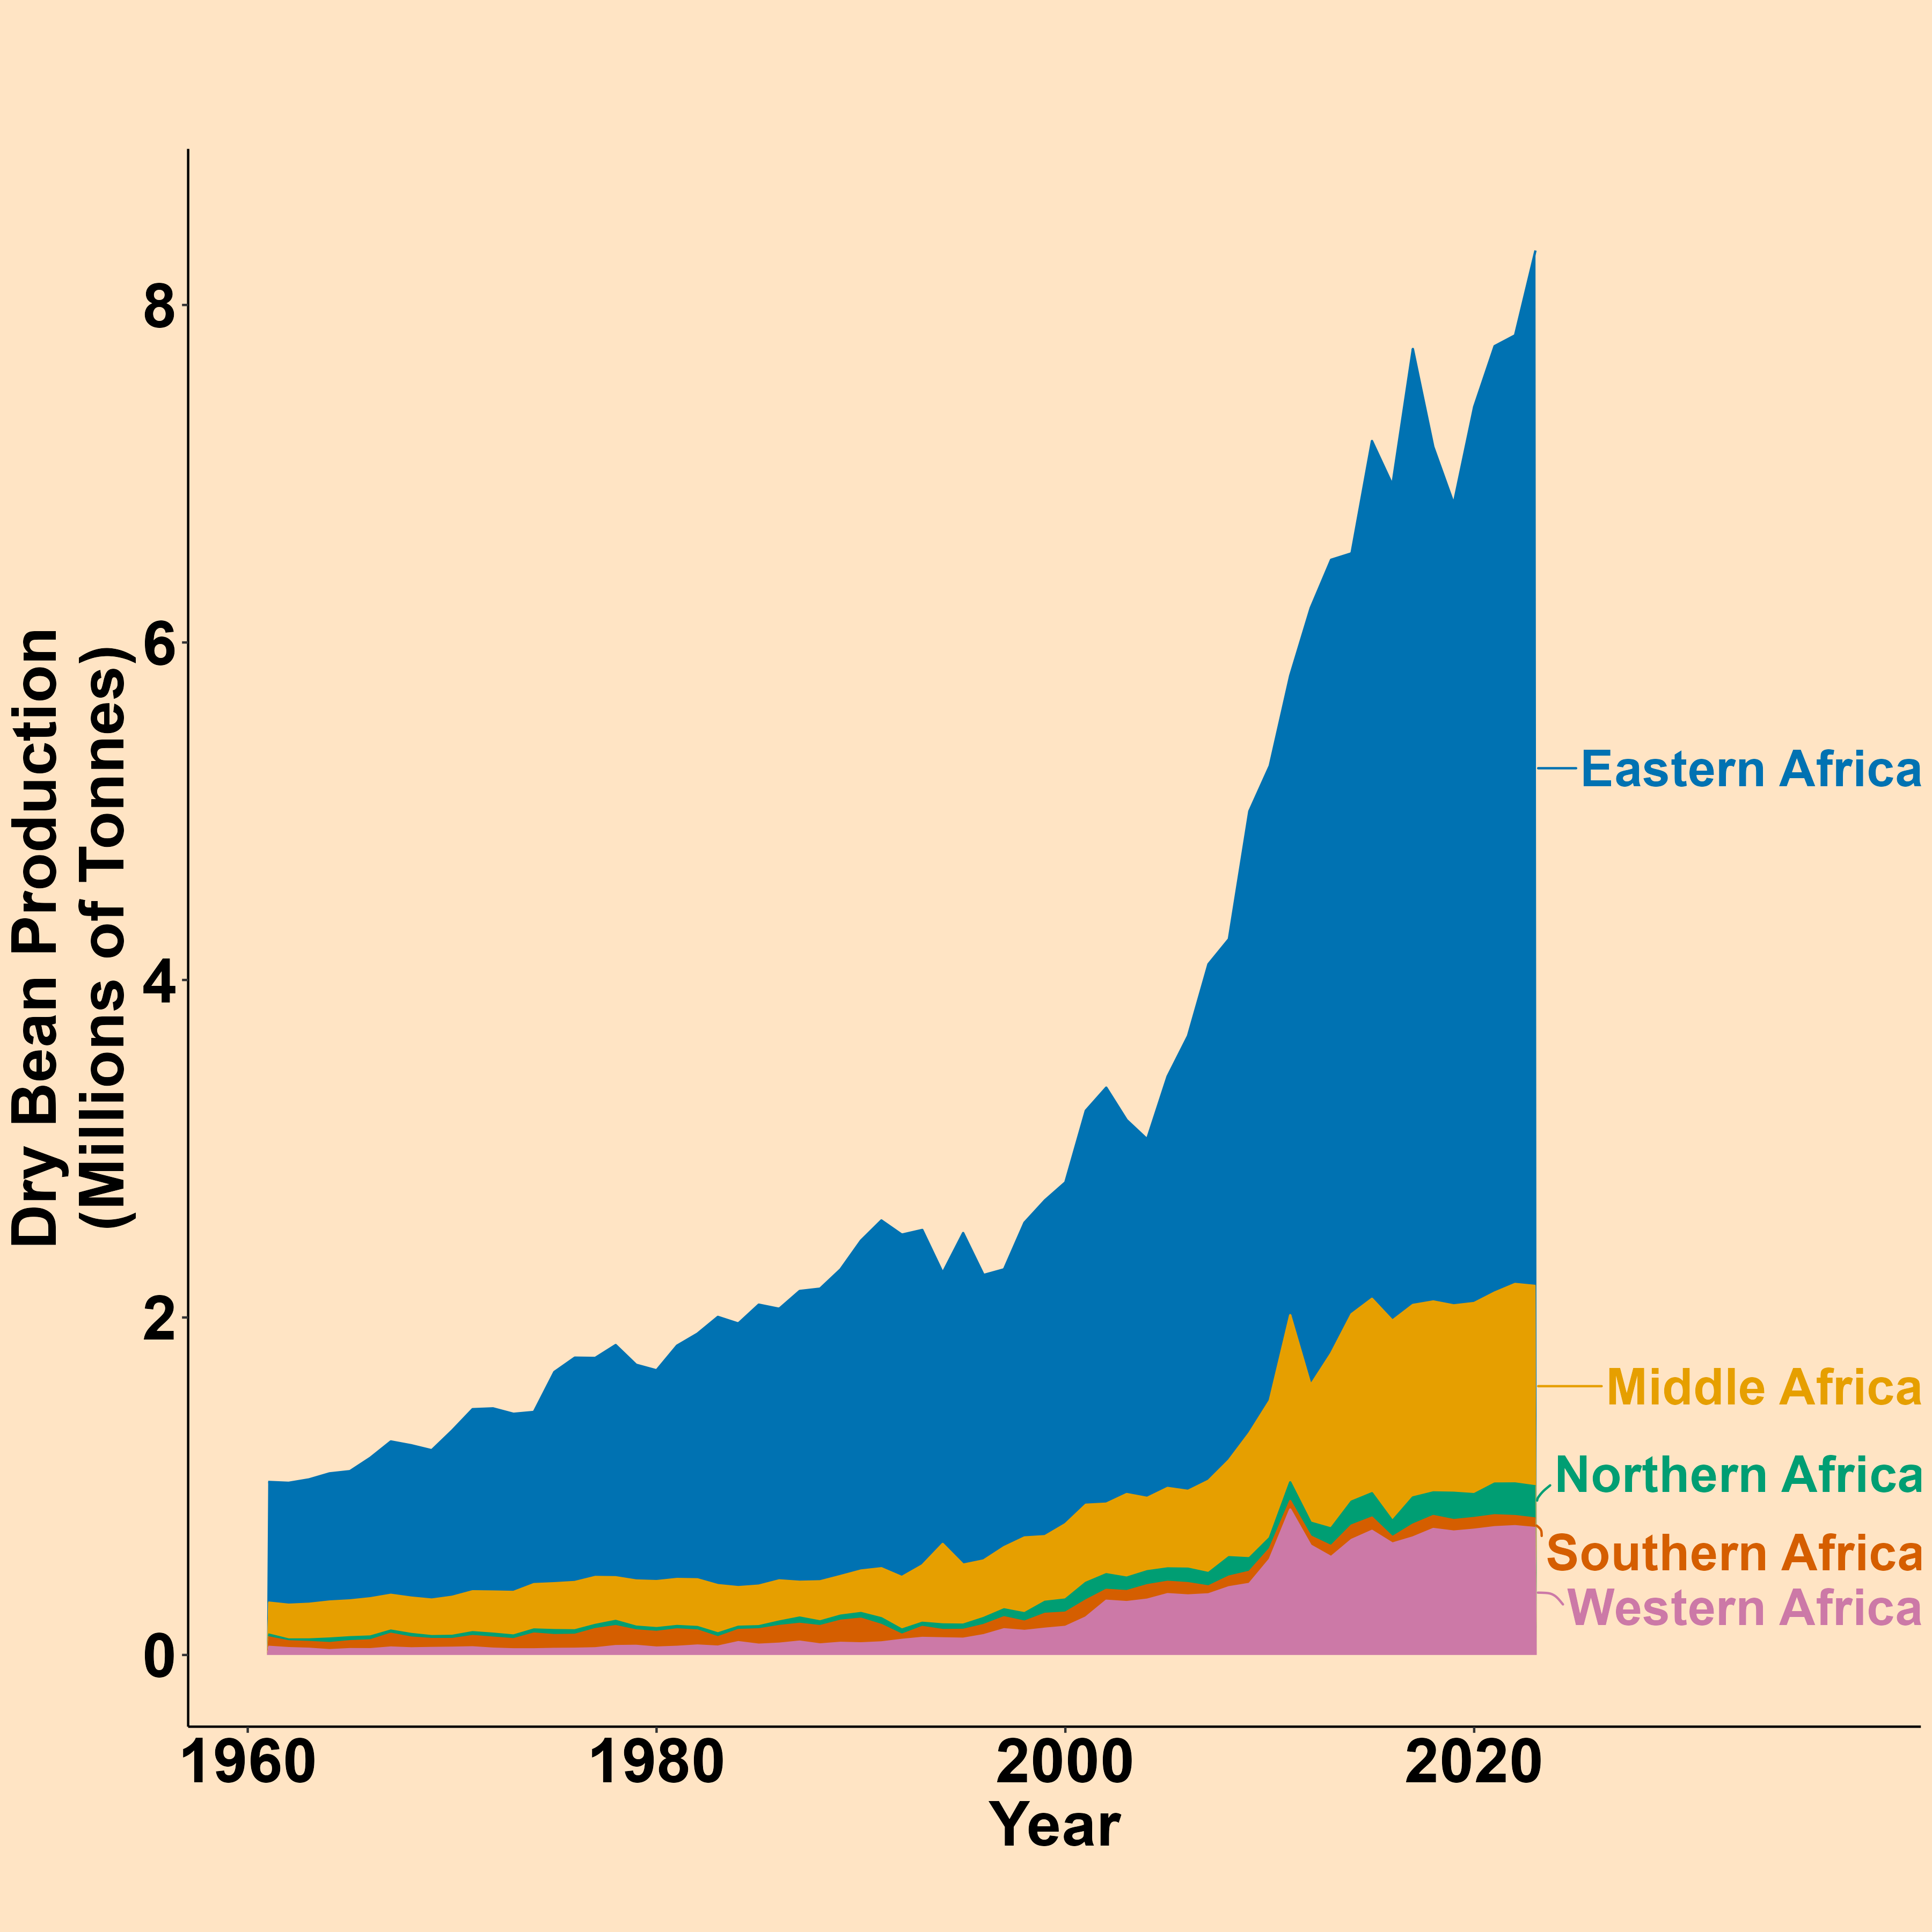 Dry Bean Production
(Millions of Tonnes)
8
6
4
2
0
Eastern Africa
Middle Africa
Northern Africa
Southern Africa
Western Africa
1960 1980 2000 2020
Year